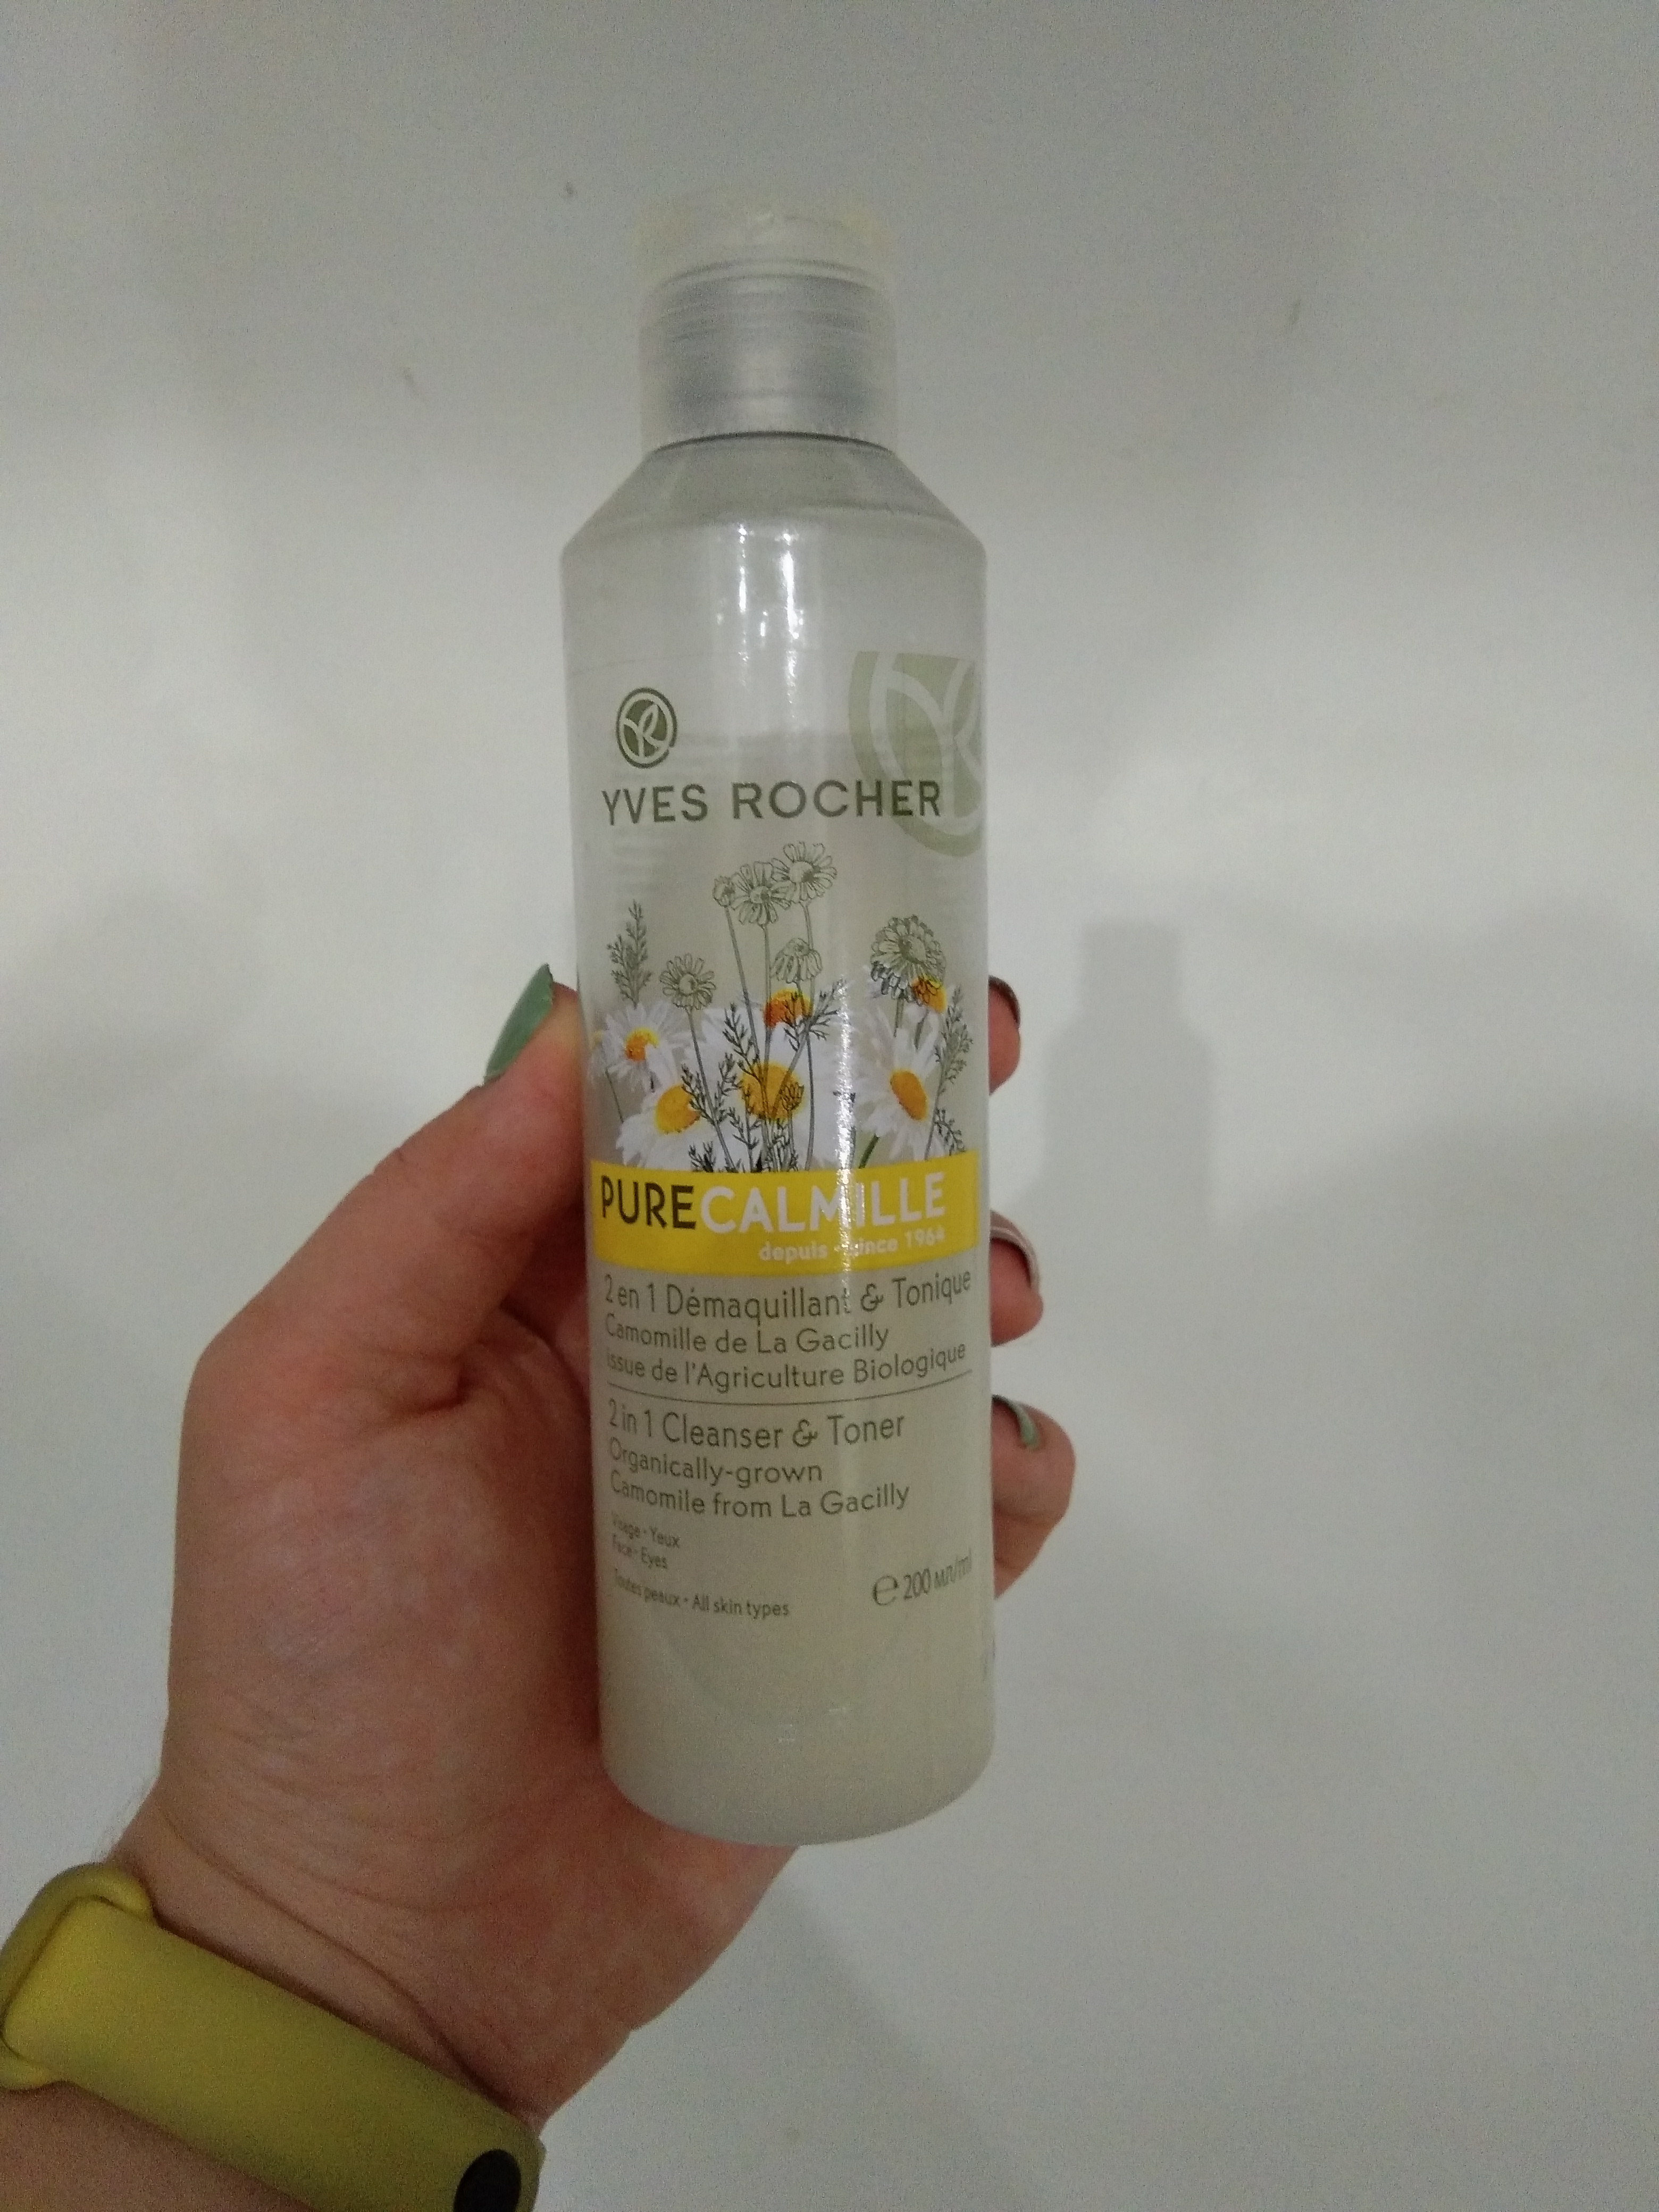 YVES ROCHER
PURECALMILLE
depuis • since 1964
2 en 1 Démaquillant & Tonique
Camomille de La Gacilly
issue de l'Agriculture Biologique
2 in 1 Cleanser & Toner
Organically-grown
Camomile from La Gacilly
Visage • Yeux
Face • Eyes
Toutes peaux • All skin types
℮ 200 мл/ml